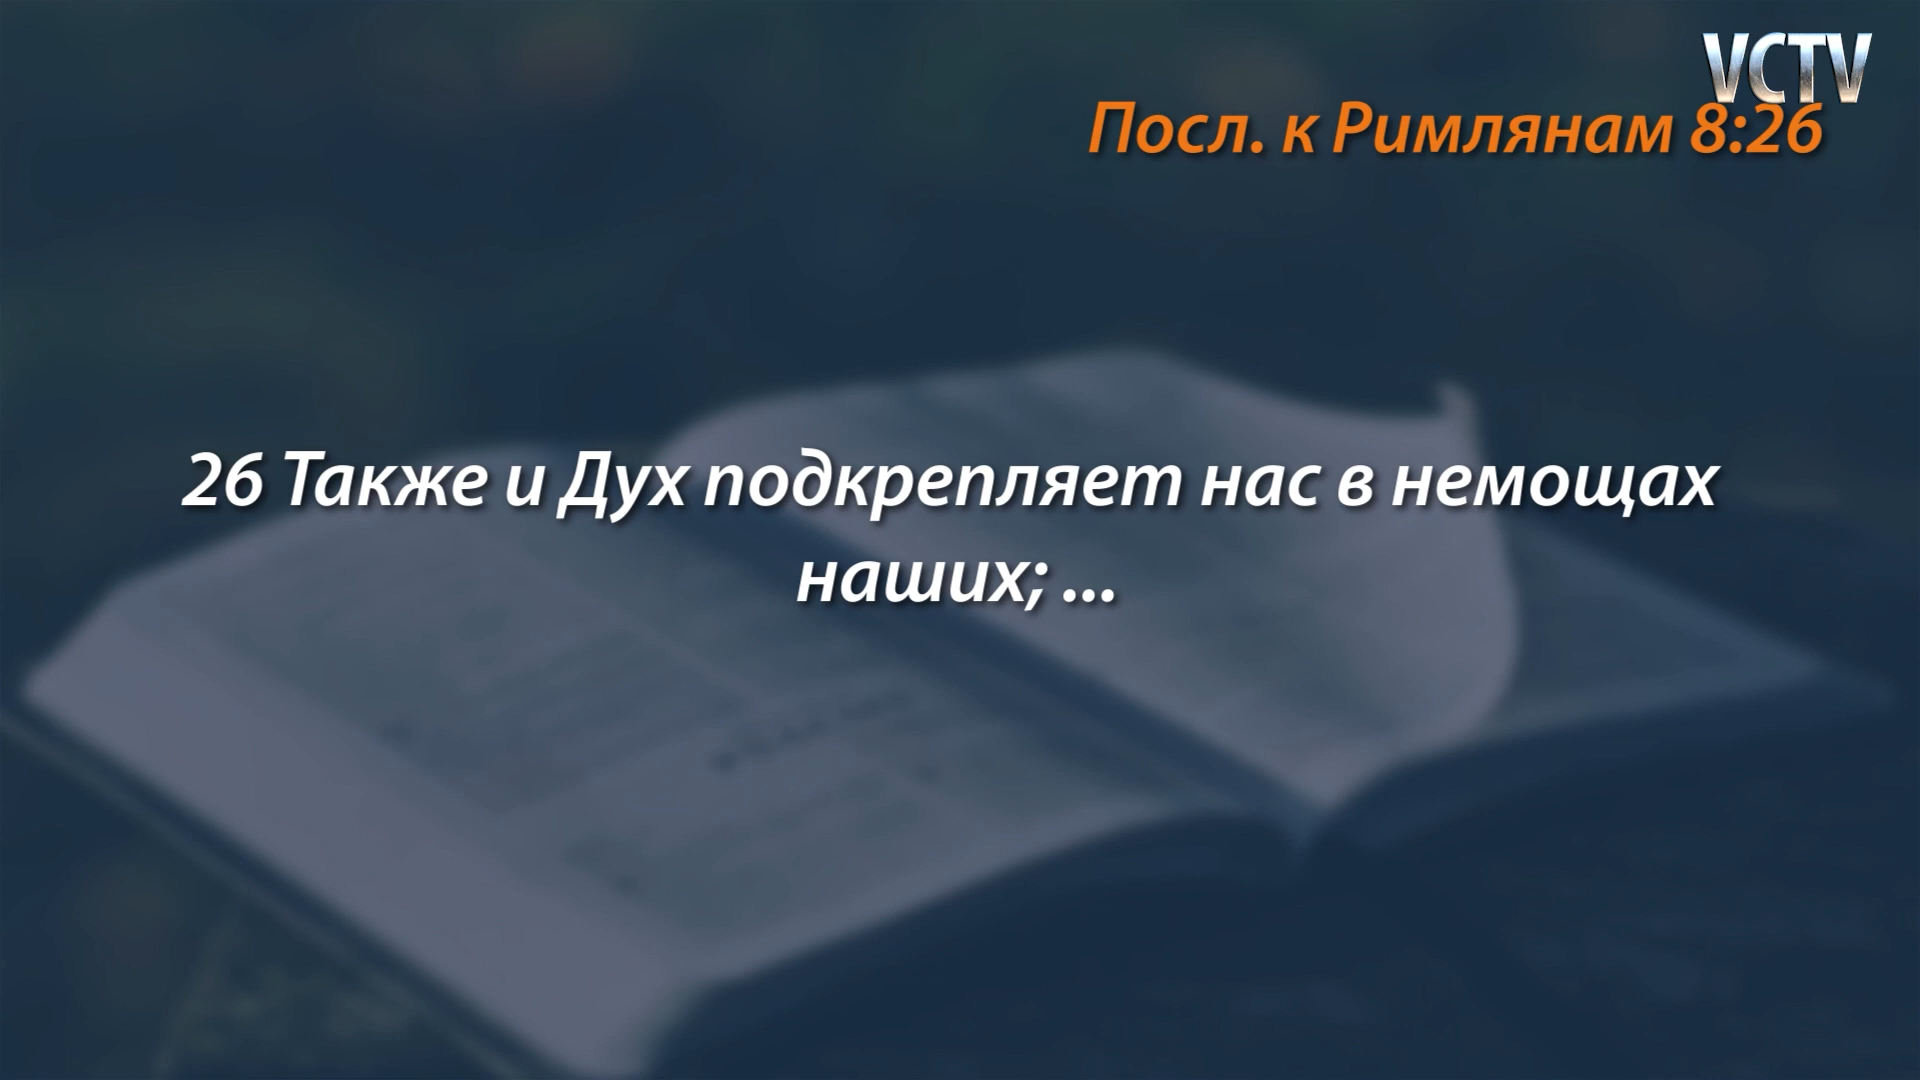 VCTV
Посл. к Римлянам 8:26
26 Также и Дух подкрепляет нас в немощах
наших; ...